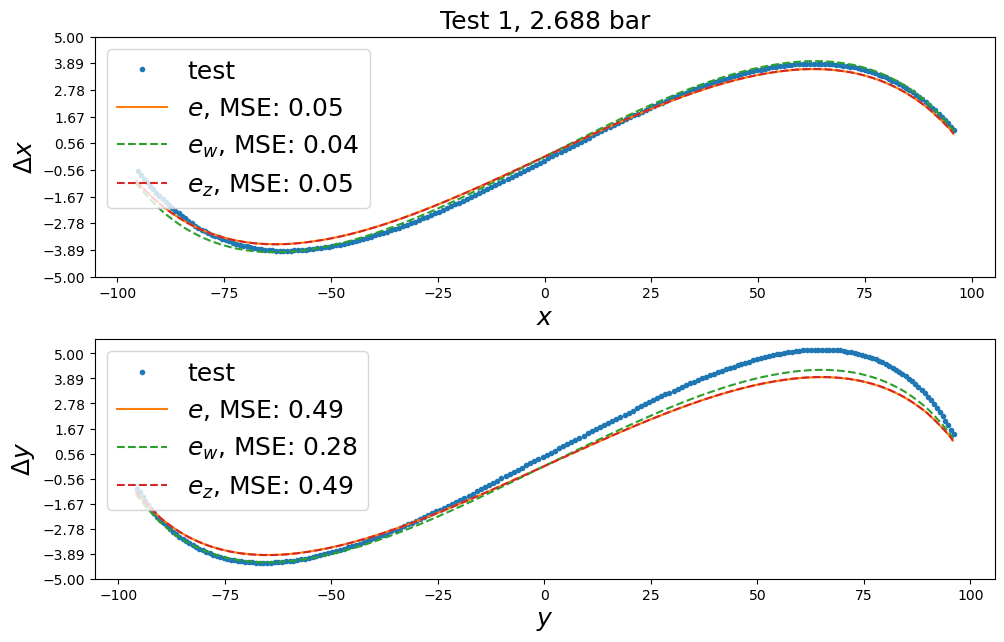 Test 1, 2.688 bar
5.00
3.89
2.78
1.67
0.56
−0.56
−1.67
−2.78
−3.89
−5.00
Δx
test
e, MSE: 0.05
e_w, MSE: 0.04
e_z, MSE: 0.05
−100 −75 −50 −25 0 25 50 75 100
x
5.00
3.89
2.78
1.67
0.56
−0.56
−1.67
−2.78
−3.89
−5.00
Δy
test
e, MSE: 0.49
e_w, MSE: 0.28
e_z, MSE: 0.49
−100 −75 −50 −25 0 25 50 75 100
y